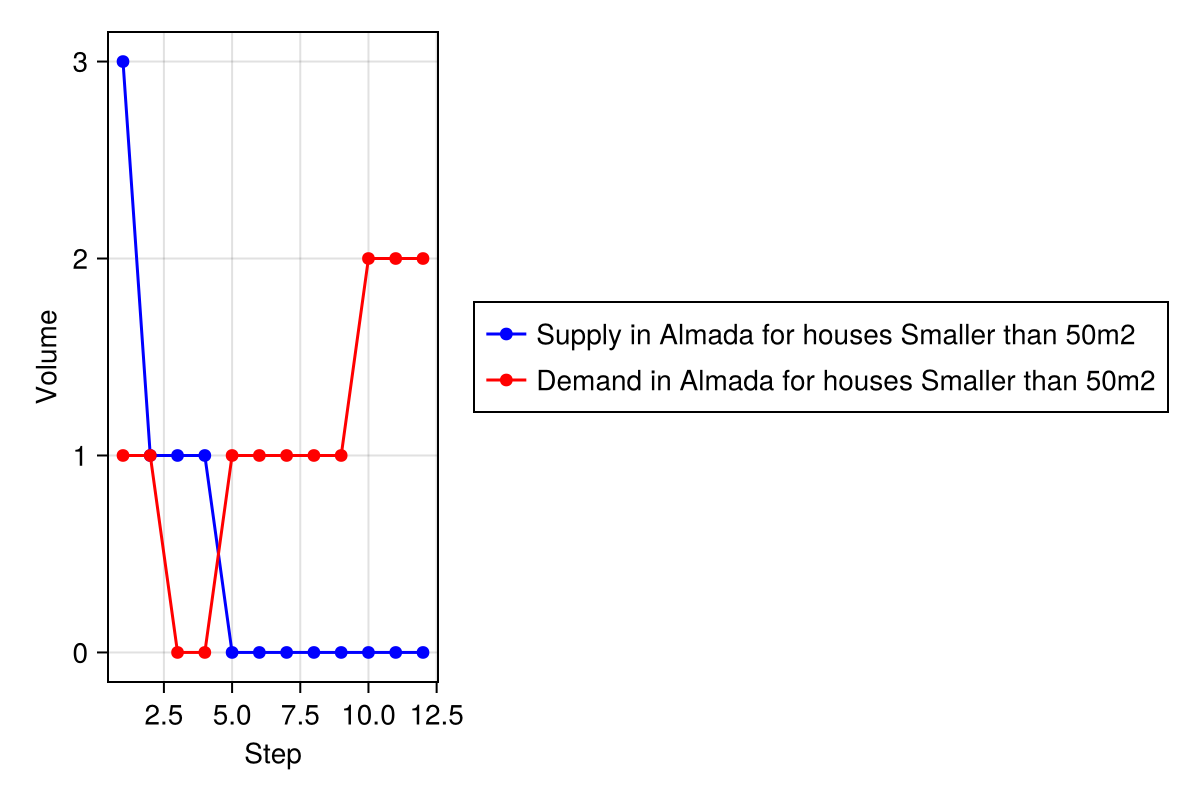 3
2
1
0
Volume
2.5 5.0 7.5 10.0 12.5
Step
Supply in Almada for houses Smaller than 50m2
Demand in Almada for houses Smaller than 50m2